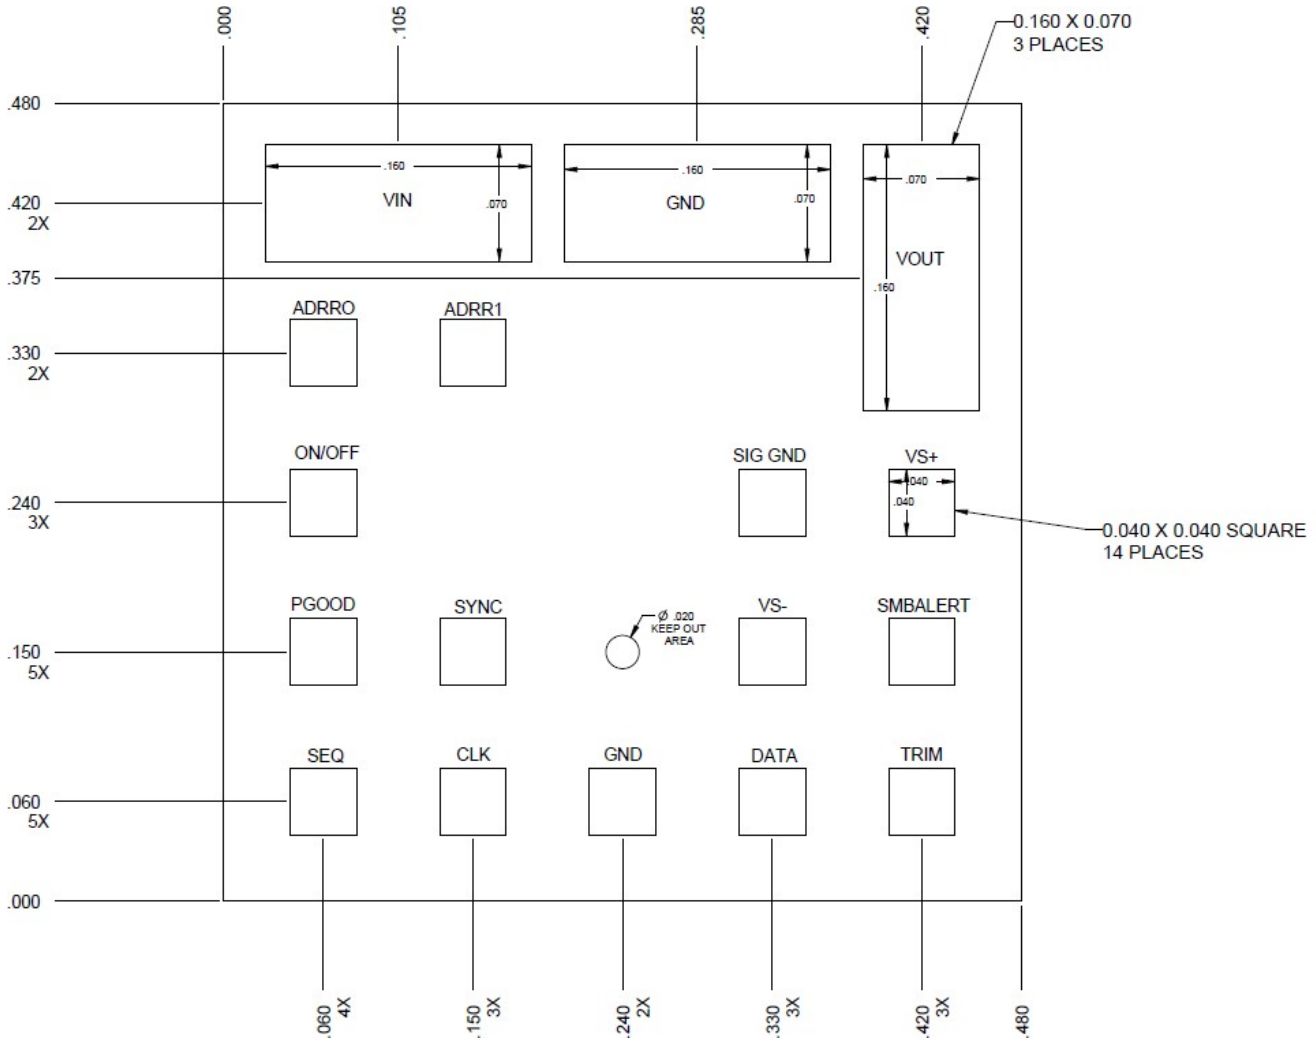 .000
.105
.285
.420
0.160 X 0.070
3 PLACES
.480
.160
.070
VIN
.160
.070
GND
.070
.160
VOUT
.420
2X
.375
ADRRO
ADRR1
.330
2X
ON/OFF
SIG GND
VS+
.040
.040
0.040 X 0.040 SQUARE
14 PLACES
.240
3X
PGOOD
SYNC
Ø .020
KEEP OUT
AREA
VS-
SMBALERT
.150
5X
SEQ
CLK
GND
DATA
TRIM
.060
5X
.000
.060 4X
.150 3X
.240 2X
.330 3X
.420 3X
.480